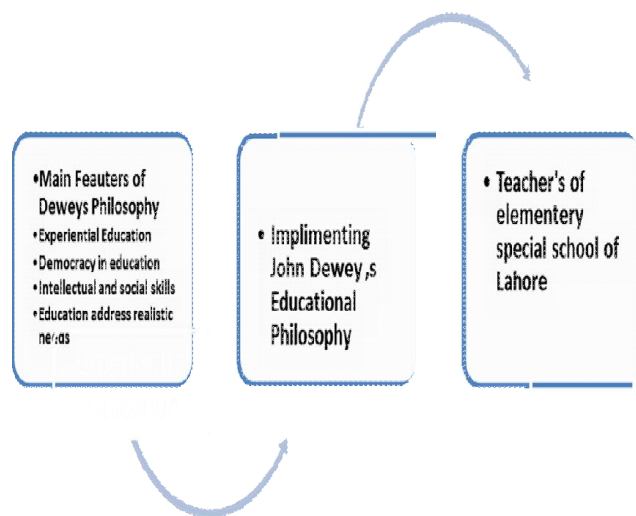 •Main Feauters of
Deweys Philosophy
•Experiential Education
•Democracy in education
•Intellectual and social skills
•Education address realistic
needs
• Implimenting
John Dewey ,s
Educational
Philosophy
• Teacher's of
elementery
special school of
Lahore